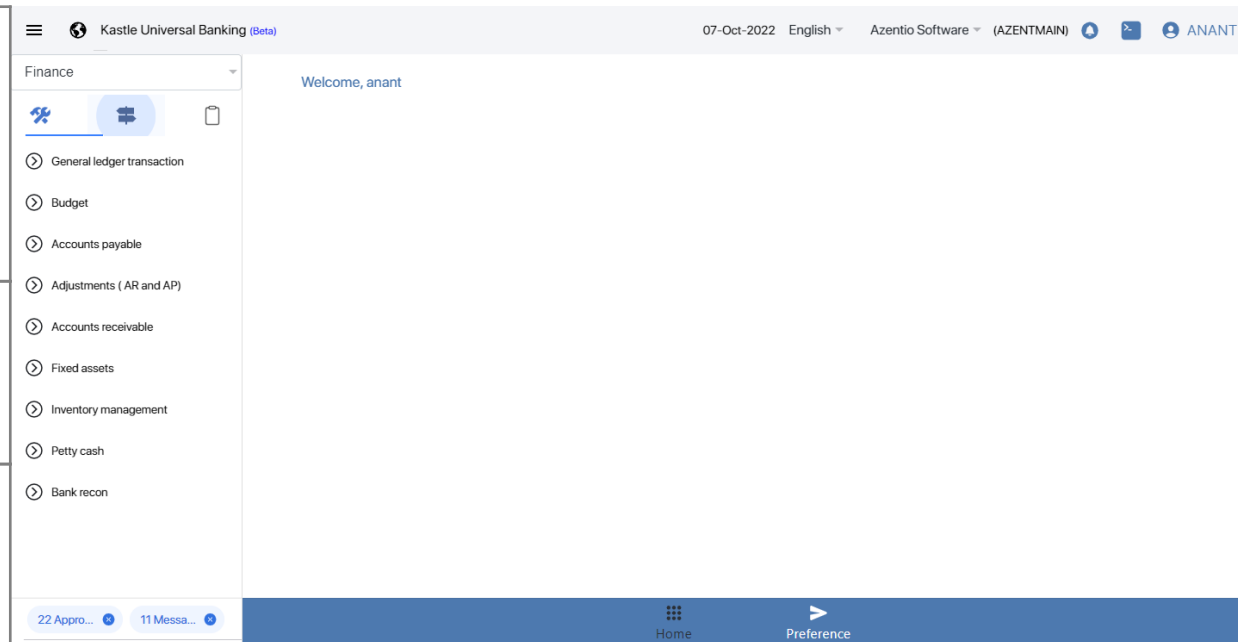 Kastle Universal Banking (Beta)
07-Oct-2022 English Azentio Software (AZENTMAIN) ANANT
Finance
Welcome, anant
General ledger transaction
Budget
Accounts payable
Adjustments ( AR and AP)
Accounts receivable
Fixed assets
Inventory management
Petty cash
Bank recon
22 Appro... 11 Messa...
Home Preference